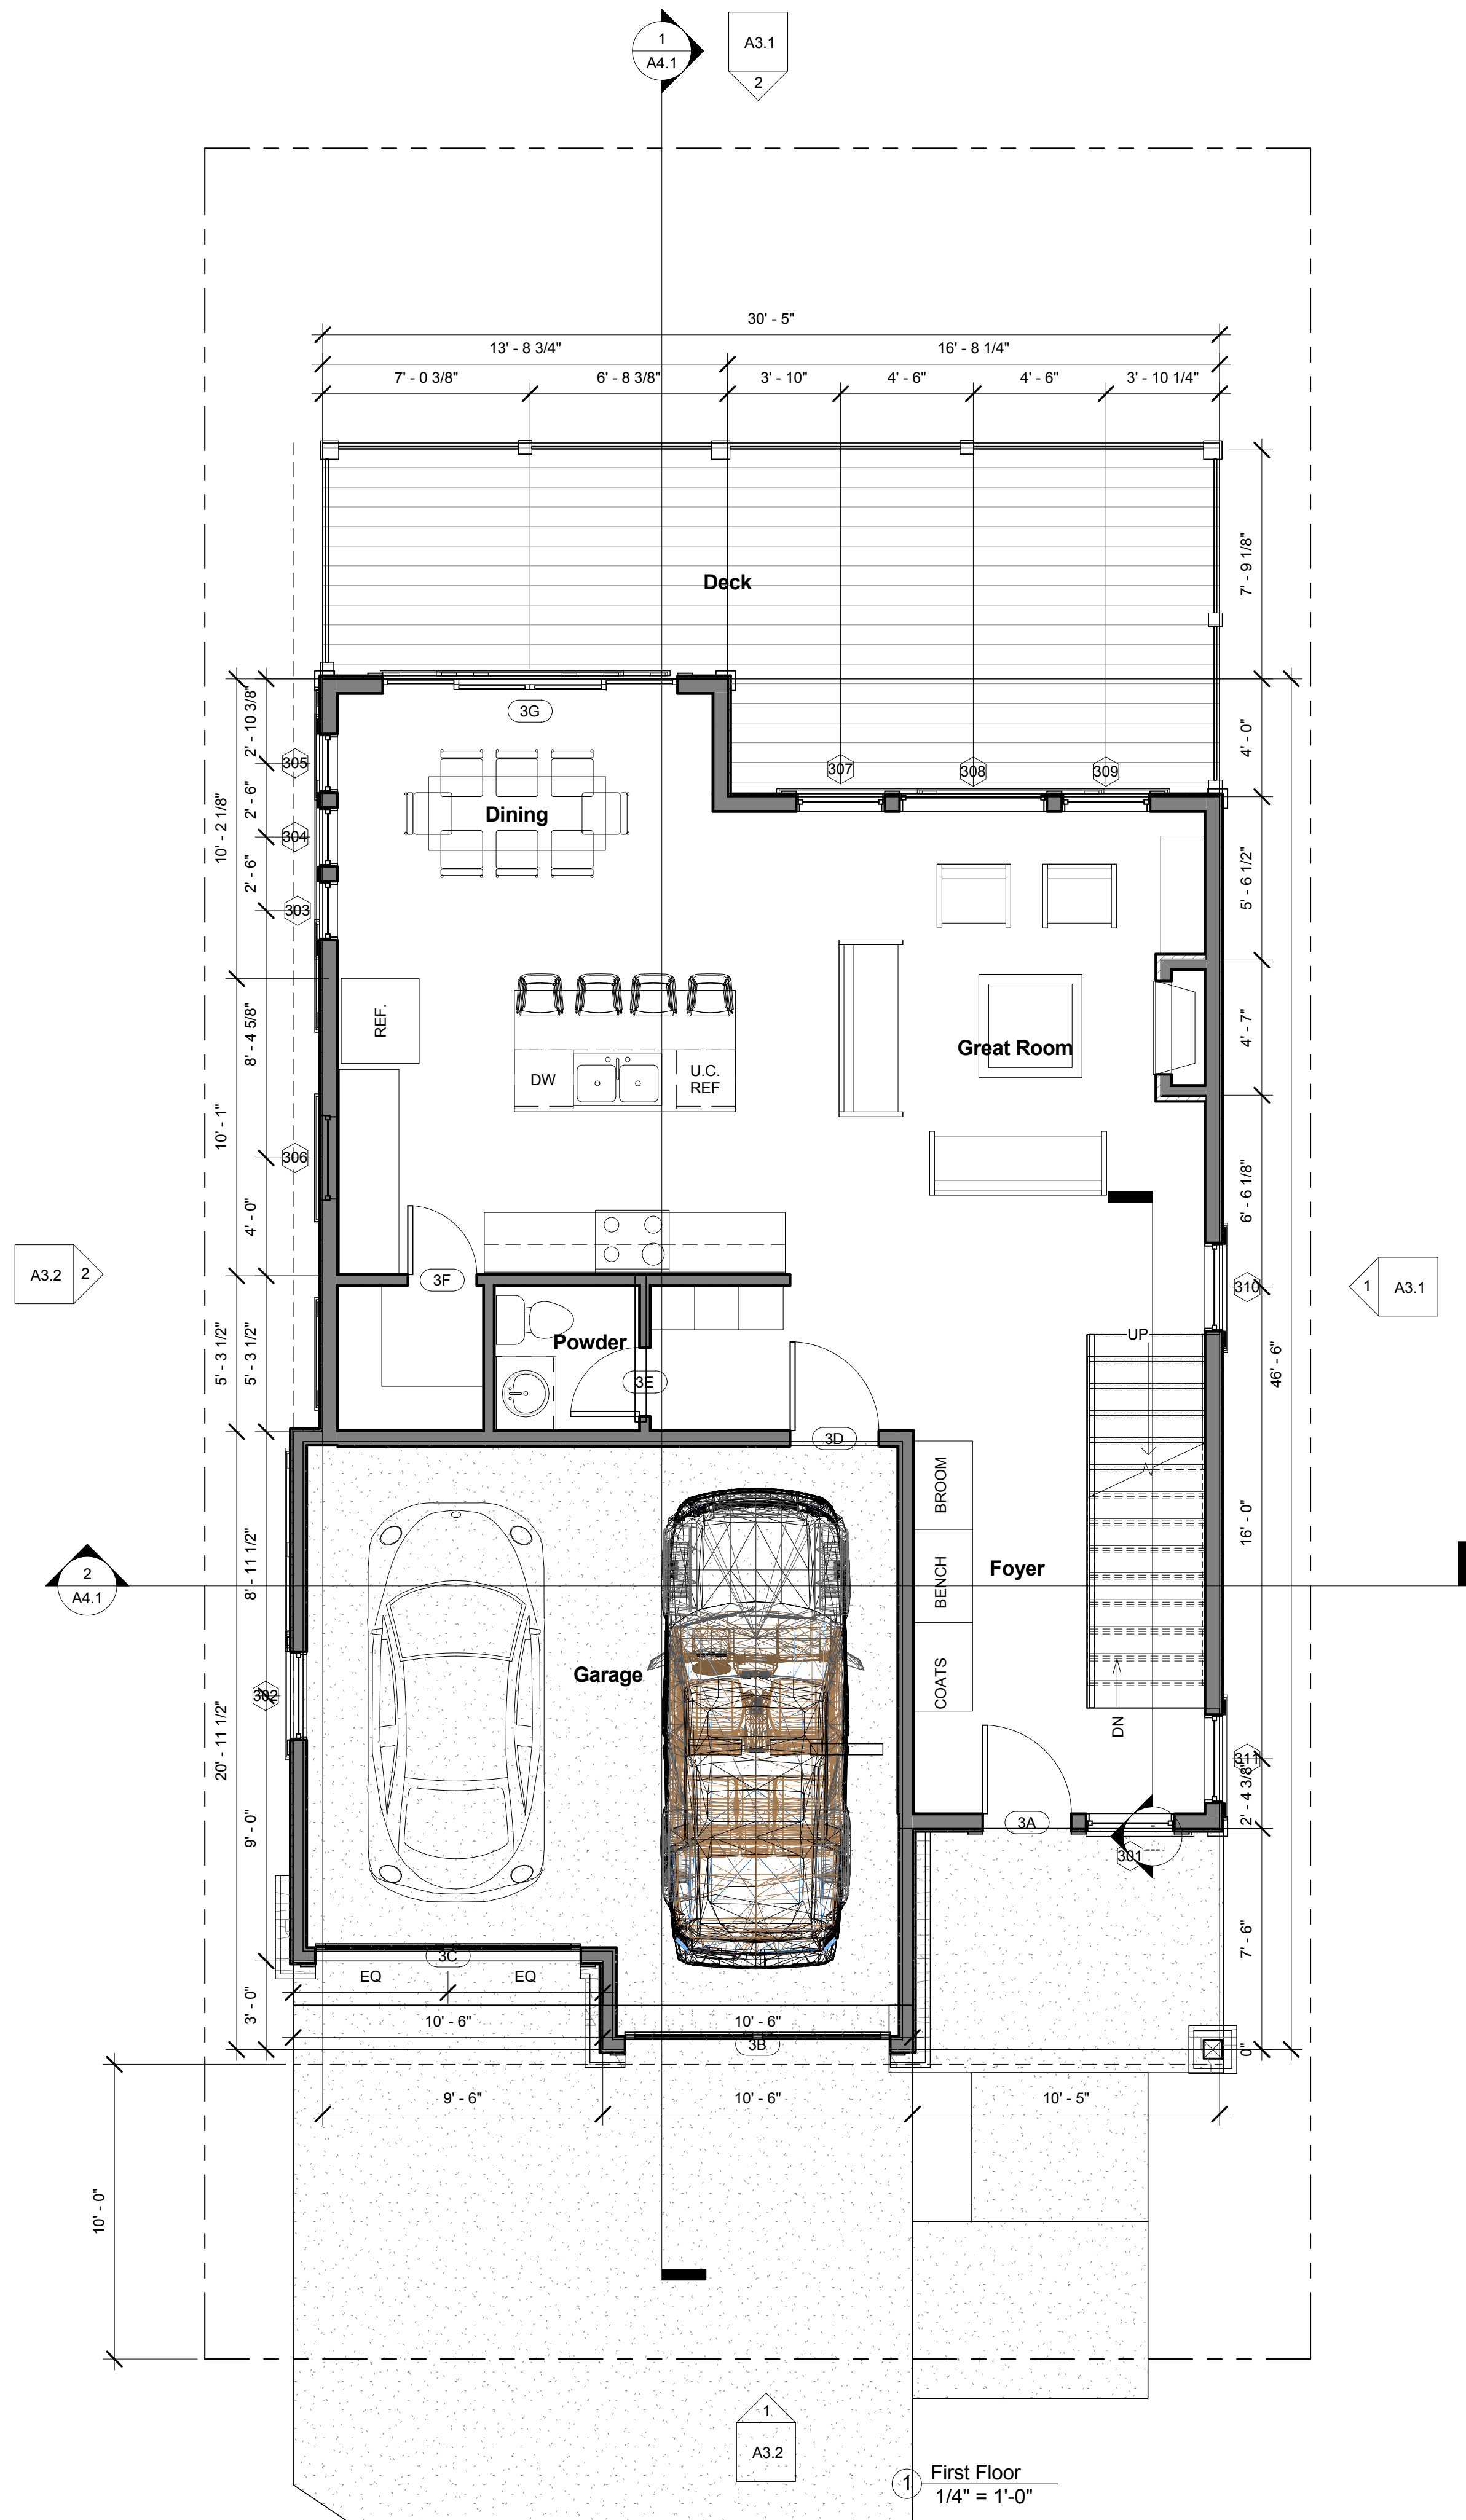 1
A4.1
A3.1
2
30' - 5"
13' - 8 3/4"
16' - 8 1/4"
7' - 0 3/8"
6' - 8 3/8"
3' - 10"
4' - 6"
4' - 6"
3' - 10 1/4"
Deck
7' - 9 1/8"
4' - 0"
3G
305
304
303
306
2' - 10 3/8"
2' - 6"
2' - 6"
10' - 2 1/8"
Dining
307
308
309
5' - 6 1/2"
REF.
8' - 4 5/8"
10' - 1"
4' - 0"
DW
U.C.
REF
Great Room
4' - 7"
6' - 6 1/8"
A3.2
2
3F
310
1
A3.1
5' - 3 1/2"
5' - 3 1/2"
Powder
3E
3D
UP
46' - 6"
BROOM
BENCH
COATS
Foyer
16' - 0"
2
A4.1
8' - 11 1/2"
Garage
302
20' - 11 1/2"
9' - 0"
DN
311
2' - 4 3/8"
3A
301
3C
EQ
EQ
3' - 0"
10' - 6"
10' - 6"
3B
7' - 6"
0"
9' - 6"
10' - 6"
10' - 5"
10' - 0"
1
A3.2
1
First Floor
1/4" = 1'-0"